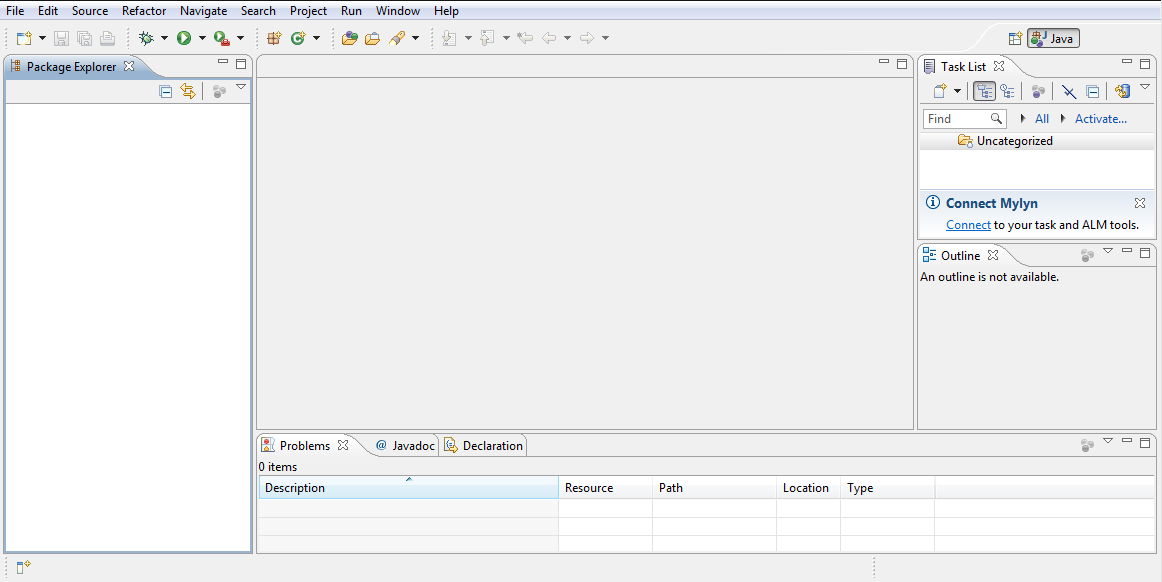 File Edit Source Refactor Navigate Search Project Run Window Help
Java
Package Explorer
Task List
Find All Activate...
Uncategorized
Connect Mylyn
Connect to your task and ALM tools.
Outline
An outline is not available.
Problems @ Javadoc Declaration
0 items
Description Resource Path Location Type